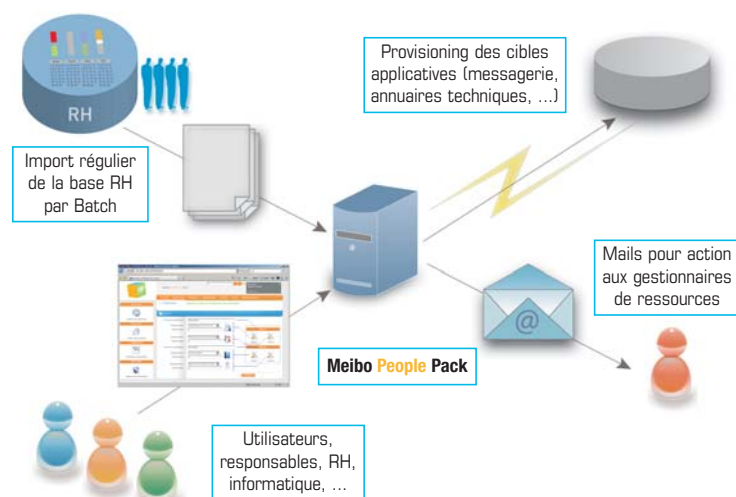 RH
Import régulier
de la base RH
par Batch
Provisioning des cibles
applicatives (messagerie,
annuaires techniques, ...)
Mails pour action
aux gestionnaires
de ressources
@
Meibo People Pack
Utilisateurs,
responsables, RH,
informatique, ...